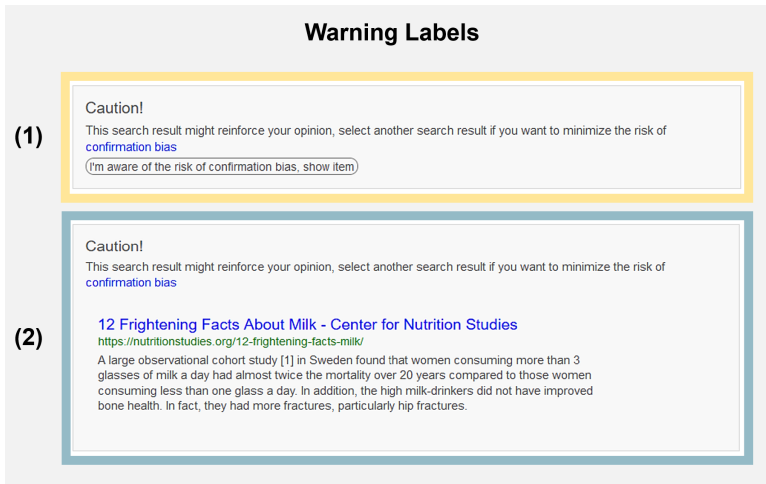 Warning Labels
(1)
Caution!
This search result might reinforce your opinion, select another search result if you want to minimize the risk of
confirmation bias
I'm aware of the risk of confirmation bias, show item
(2)
Caution!
This search result might reinforce your opinion, select another search result if you want to minimize the risk of
confirmation bias
12 Frightening Facts About Milk - Center for Nutrition Studies
https://nutritionstudies.org/12-frightening-facts-milk/
A large observational cohort study [1] in Sweden found that women consuming more than 3
glasses of milk a day had almost twice the mortality over 20 years compared to those women
consuming less than one glass a day. In addition, the high milk-drinkers did not have improved
bone health. In fact, they had more fractures, particularly hip fractures.